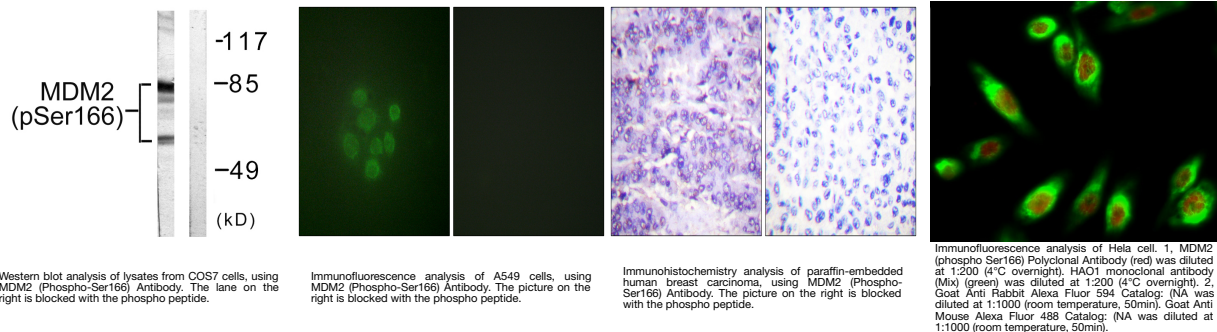 -117
-85
MDM2
(pSer166)
-49
(kD)
Western blot analysis of lysates from COS7 cells, using
MDM2 (Phospho-Ser166) Antibody. The lane on the
right is blocked with the phospho peptide.
Immunofluorescence analysis of A549 cells, using
MDM2 (Phospho-Ser166) Antibody. The picture on the
right is blocked with the phospho peptide.
Immunohistochemistry analysis of paraffin-embedded
human breast carcinoma, using MDM2 (Phospho-
Ser166) Antibody. The picture on the right is blocked
with the phospho peptide.
Immunofluorescence analysis of Hela cell. 1, MDM2
(phospho Ser166) Polyclonal Antibody (red) was diluted
at 1:200 (4°C overnight). HAO1 monoclonal antibody
(Mix) (green) was diluted at 1:200 (4°C overnight). 2,
Goat Anti Rabbit Alexa Fluor 594 Catalog: (NA was
diluted at 1:1000 (room temperature, 50min). Goat Anti
Mouse Alexa Fluor 488 Catalog: (NA was diluted at
1:1000 (room temperature, 50min).